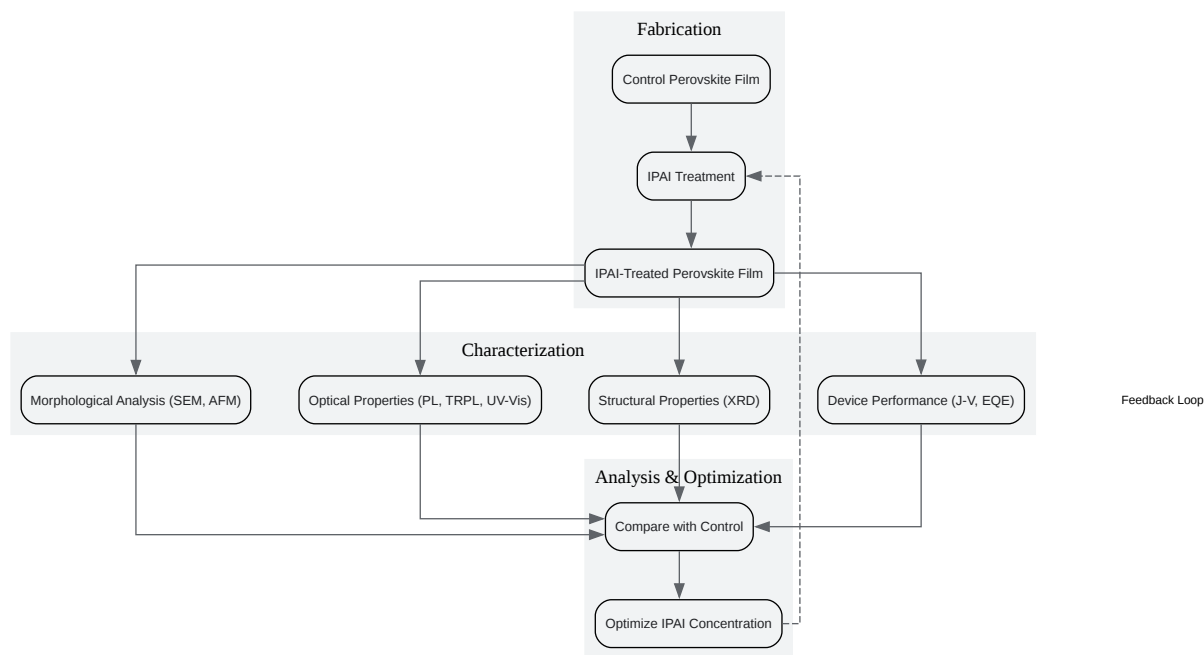 Fabrication
Control Perovskite Film
IPAI Treatment
IPAI-Treated Perovskite Film
Characterization
Morphological Analysis (SEM, AFM)
Optical Properties (PL, TRPL, UV-Vis)
Structural Properties (XRD)
Device Performance (J-V, EQE)
Feedback Loop
Analysis & Optimization
Compare with Control
Optimize IPAI Concentration